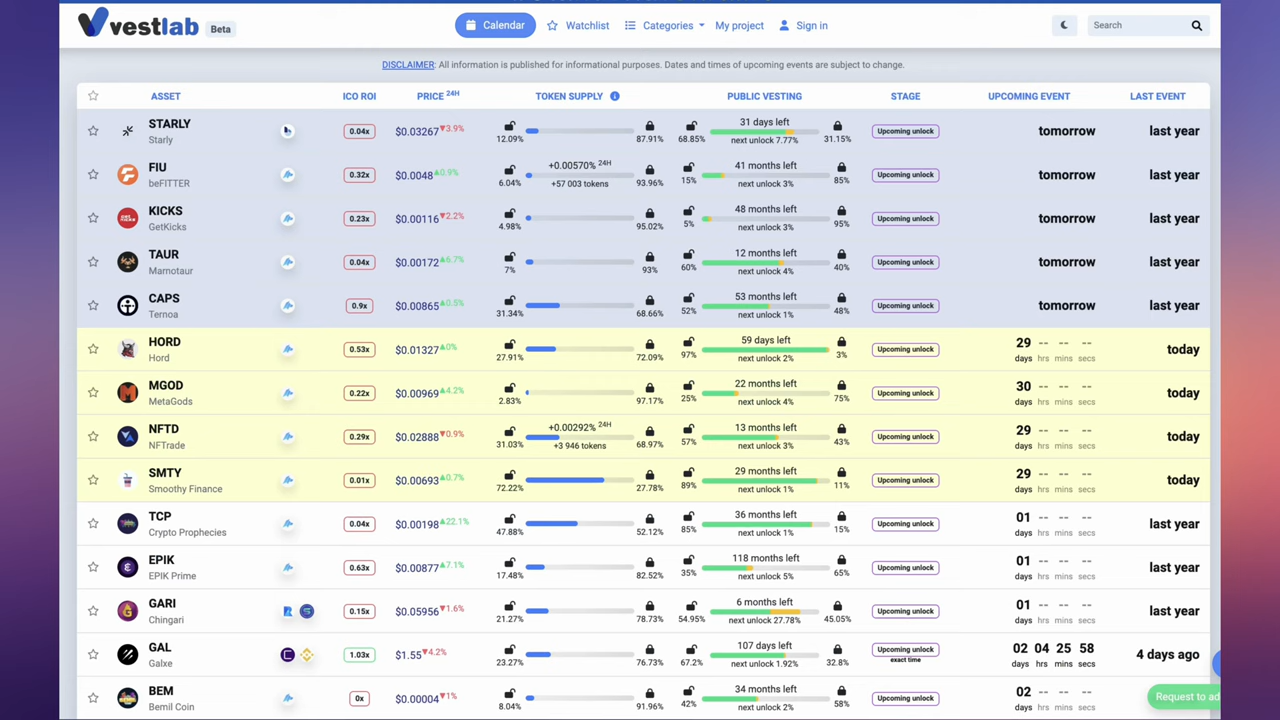 vestlab Beta Calendar Watchlist Categories My project Sign in Search
DISCLAIMER: All information is published for informational purposes. Dates and times of upcoming events are subject to change.
ASSET ICO ROI PRICE 24H TOKEN SUPPLY PUBLIC VESTING STAGE UPCOMING EVENT LAST EVENT
STARLY 31 days left
0.04x $0.03267 3.9% Upcoming unlock tomorrow last year
Starly 12.09% 87.91% 68.85% next unlock 7.77% 31.15%
FIU +0.00570% 24H 41 months left
0.32x $0.0048 0.9% Upcoming unlock tomorrow last year
beFITTER 6.04% +57 003 tokens 93.96% 15% next unlock 3% 85%
KICKS 48 months left
GET KICKS 0.23x $0.00116 2.2% Upcoming unlock tomorrow last year
GetKicks 4.98% 95.02% 5% next unlock 3% 95%
TAUR 12 months left
0.04x $0.00172 6.7% Upcoming unlock tomorrow last year
Marnotaur 7% 93% 60% next unlock 4% 40%
CAPS 53 months left
0.9x $0.00865 0.5% Upcoming unlock tomorrow last year
Ternoa 31.34% 68.66% 52% next unlock 1% 48%
HORD 59 days left 29 -- -- --
0.53x $0.01327 0% Upcoming unlock today
Hord 27.91% 72.09% 97% next unlock 2% 3% days hrs mins secs
MGOD 22 months left 30 -- -- --
0.22x $0.00969 4.2% Upcoming unlock today
MetaGods 2.83% 97.17% 25% next unlock 4% 75% days hrs mins secs
NFTD +0.00292% 24H 13 months left 29 -- -- --
0.29x $0.02888 0.9% Upcoming unlock today
NFTrade 31.03% +3 946 tokens 68.97% 57% next unlock 3% 43% days hrs mins secs
SMTY 29 months left 29 -- -- --
0.01x $0.00693 0.7% Upcoming unlock today
Smoothy Finance 72.22% 27.78% 89% next unlock 1% 11% days hrs mins secs
TCP 36 months left 01 -- -- --
0.04x $0.00198 22.1% Upcoming unlock last year
Crypto Prophecies 47.88% 52.12% 85% next unlock 1% 15% days hrs mins secs
EPIK 118 months left 01 -- -- --
0.63x $0.00877 7.1% Upcoming unlock last year
EPIK Prime 17.48% 82.52% 35% next unlock 5% 65% days hrs mins secs
GARI 6 months left 01 -- -- --
0.15x $0.05956 1.6% Upcoming unlock last year
Chingari 21.27% 78.73% 54.95% next unlock 27.78% 45.05% days hrs mins secs
GAL 107 days left 02 04 25 58
1.03x $1.55 4.2% Upcoming unlock 4 days ago
Galxe 23.27% 76.73% 67.2% next unlock 1.92% 32.8% exact time days hrs mins secs
BEM 34 months left 02 -- -- --
0x $0.00004 1% Upcoming unlock Request to ad
Bemil Coin 8.04% 91.96% 42% next unlock 2% 58% days hrs mins secs